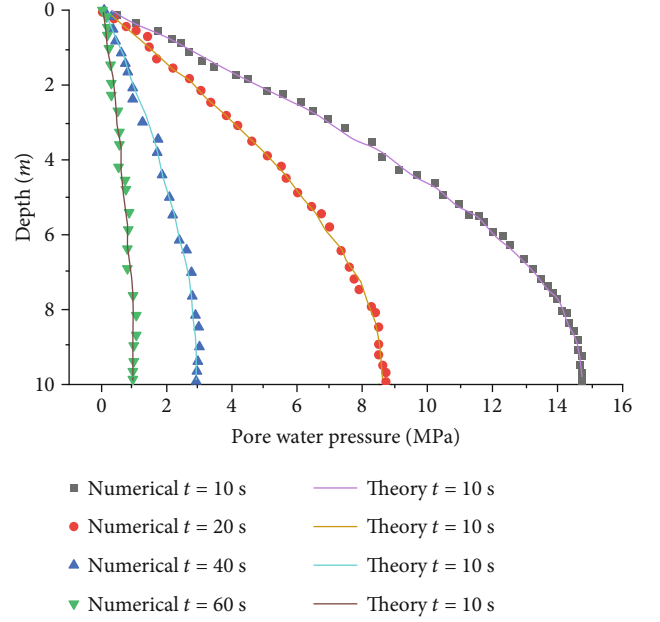 0
2
4
6
8
10
Depth (m)
0 2 4 6 8 10 12 14 16
Pore water pressure (MPa)
Numerical t = 10 s Theory t = 10 s
Numerical t = 20 s Theory t = 10 s
Numerical t = 40 s Theory t = 10 s
Numerical t = 60 s Theory t = 10 s